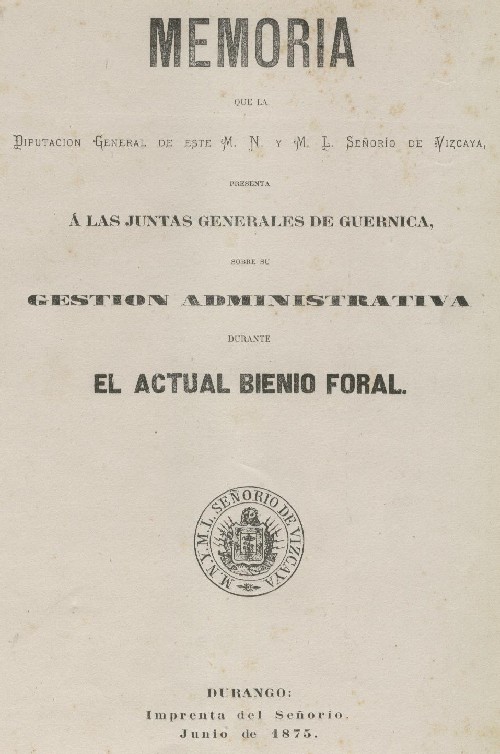 MEMORIA
QUE LA
DIPUTACION GENERAL DE ESTE M. N. Y M. L. SEÑORÍO DE VIZCAYA,
PRESENTA
Á LAS JUNTAS GENERALES DE GUERNICA,
SOBRE SU
GESTION ADMINISTRATIVA
DURANTE
EL ACTUAL BIENIO FORAL.
M. N. Y M. L. SEÑORIO DE VIZCAYA
DURANGO:
Imprenta del Señorío.
Junio de 1875.